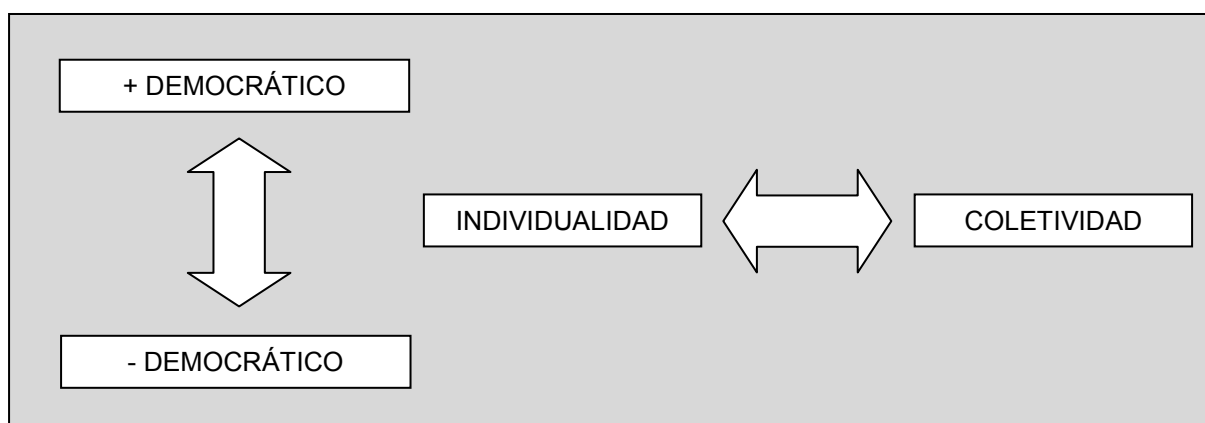 + DEMOCRÁTICO
INDIVIDUALIDAD
COLETIVIDAD
- DEMOCRÁTICO